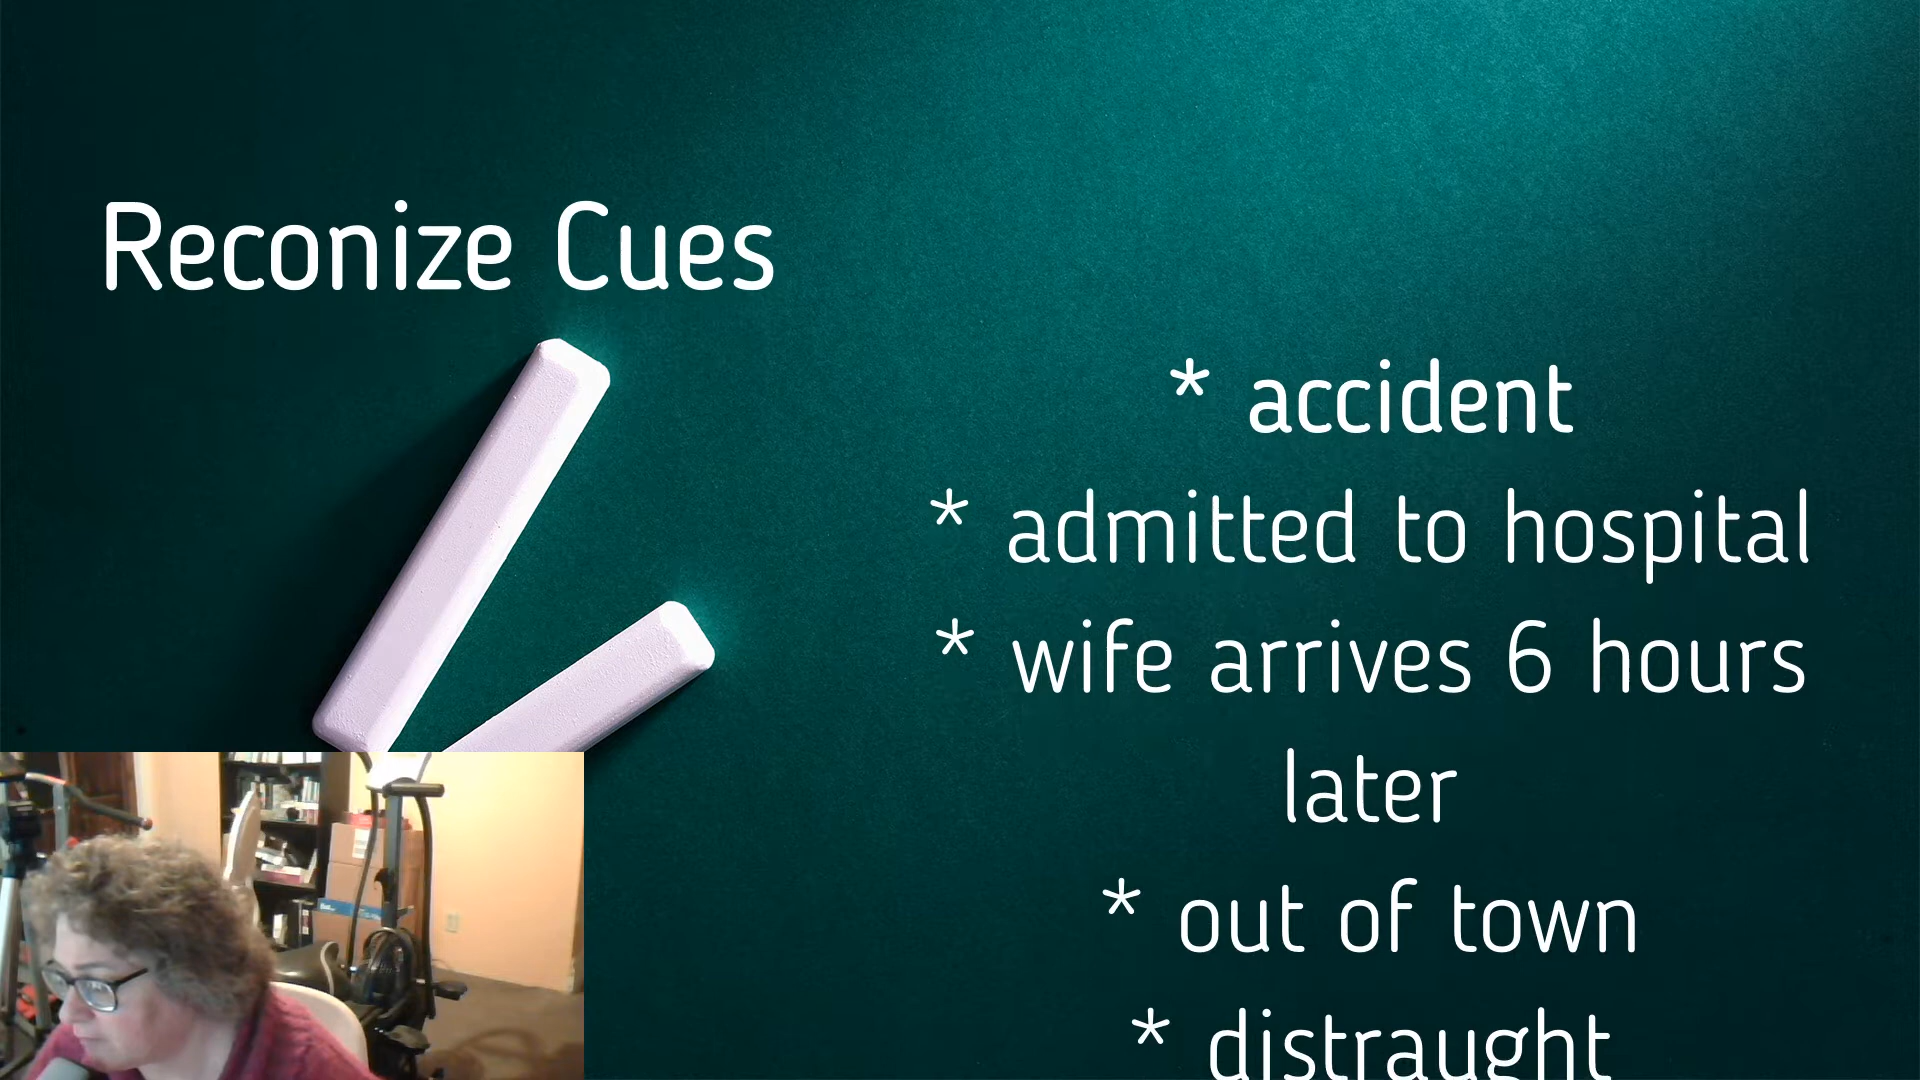 Reconize Cues
* accident
* admitted to hospital
* wife arrives 6 hours
later
* out of town
* distraught